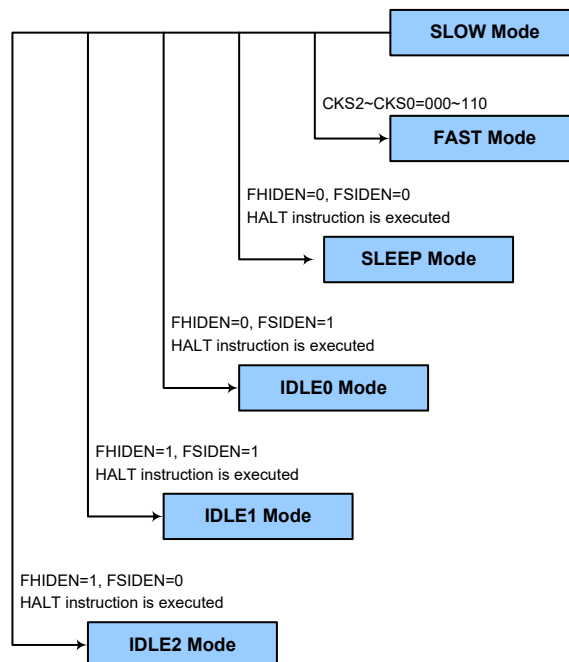 SLOW Mode
CKS2~CKS0=000~110
FAST Mode
FHIDEN=0, FSIDEN=0
HALT instruction is executed
SLEEP Mode
FHIDEN=0, FSIDEN=1
HALT instruction is executed
IDLE0 Mode
FHIDEN=1, FSIDEN=1
HALT instruction is executed
IDLE1 Mode
FHIDEN=1, FSIDEN=0
HALT instruction is executed
IDLE2 Mode